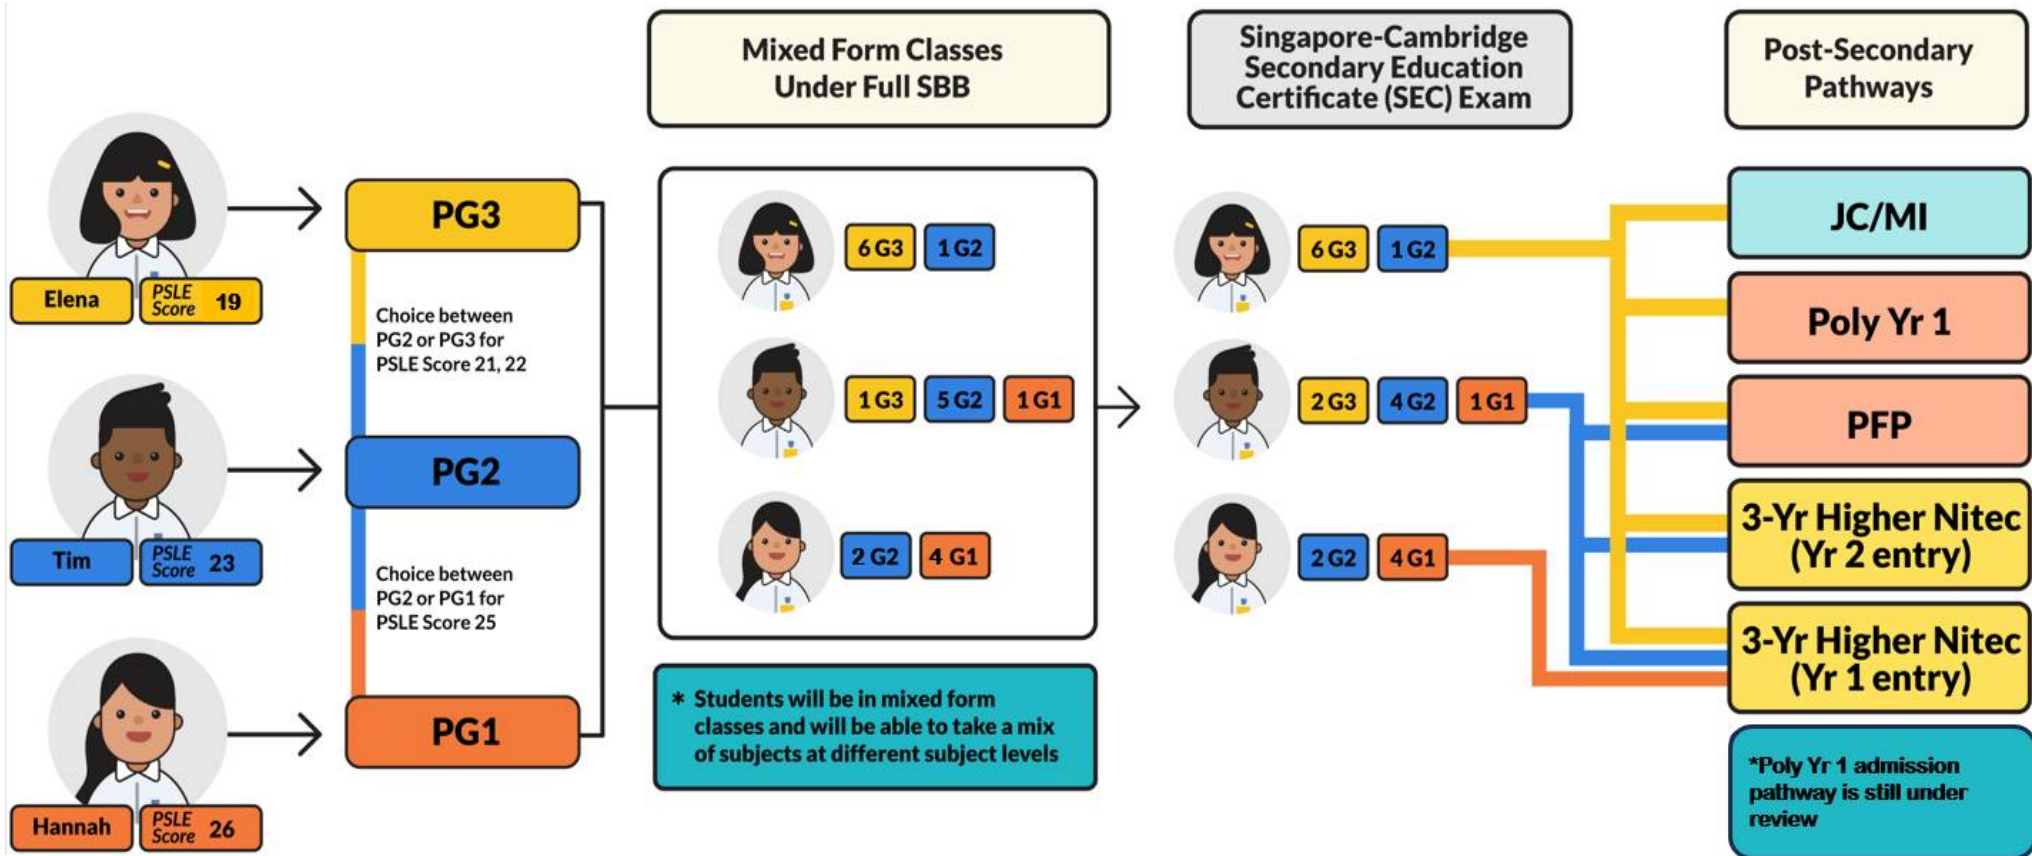 Mixed Form Classes
Under Full SBB
Singapore-Cambridge
Secondary Education
Certificate (SEC) Exam
Post-Secondary
Pathways
Elena
PSLE
Score 19
PG3
Choice between
PG2 or PG3 for
PSLE Score 21, 22
Tim
PSLE
Score 23
PG2
Choice between
PG2 or PG1 for
PSLE Score 25
Hannah
PSLE
Score 26
PG1
6 G3 1 G2
1 G3 5 G2 1 G1
2 G2 4 G1
* Students will be in mixed form
classes and will be able to take a mix
of subjects at different subject levels
6 G3 1 G2
2 G3 4 G2 1 G1
2 G2 4 G1
JC/MI
Poly Yr 1
PFP
3-Yr Higher Nitec
(Yr 2 entry)
3-Yr Higher Nitec
(Yr 1 entry)
*Poly Yr 1 admission
pathway is still under
review